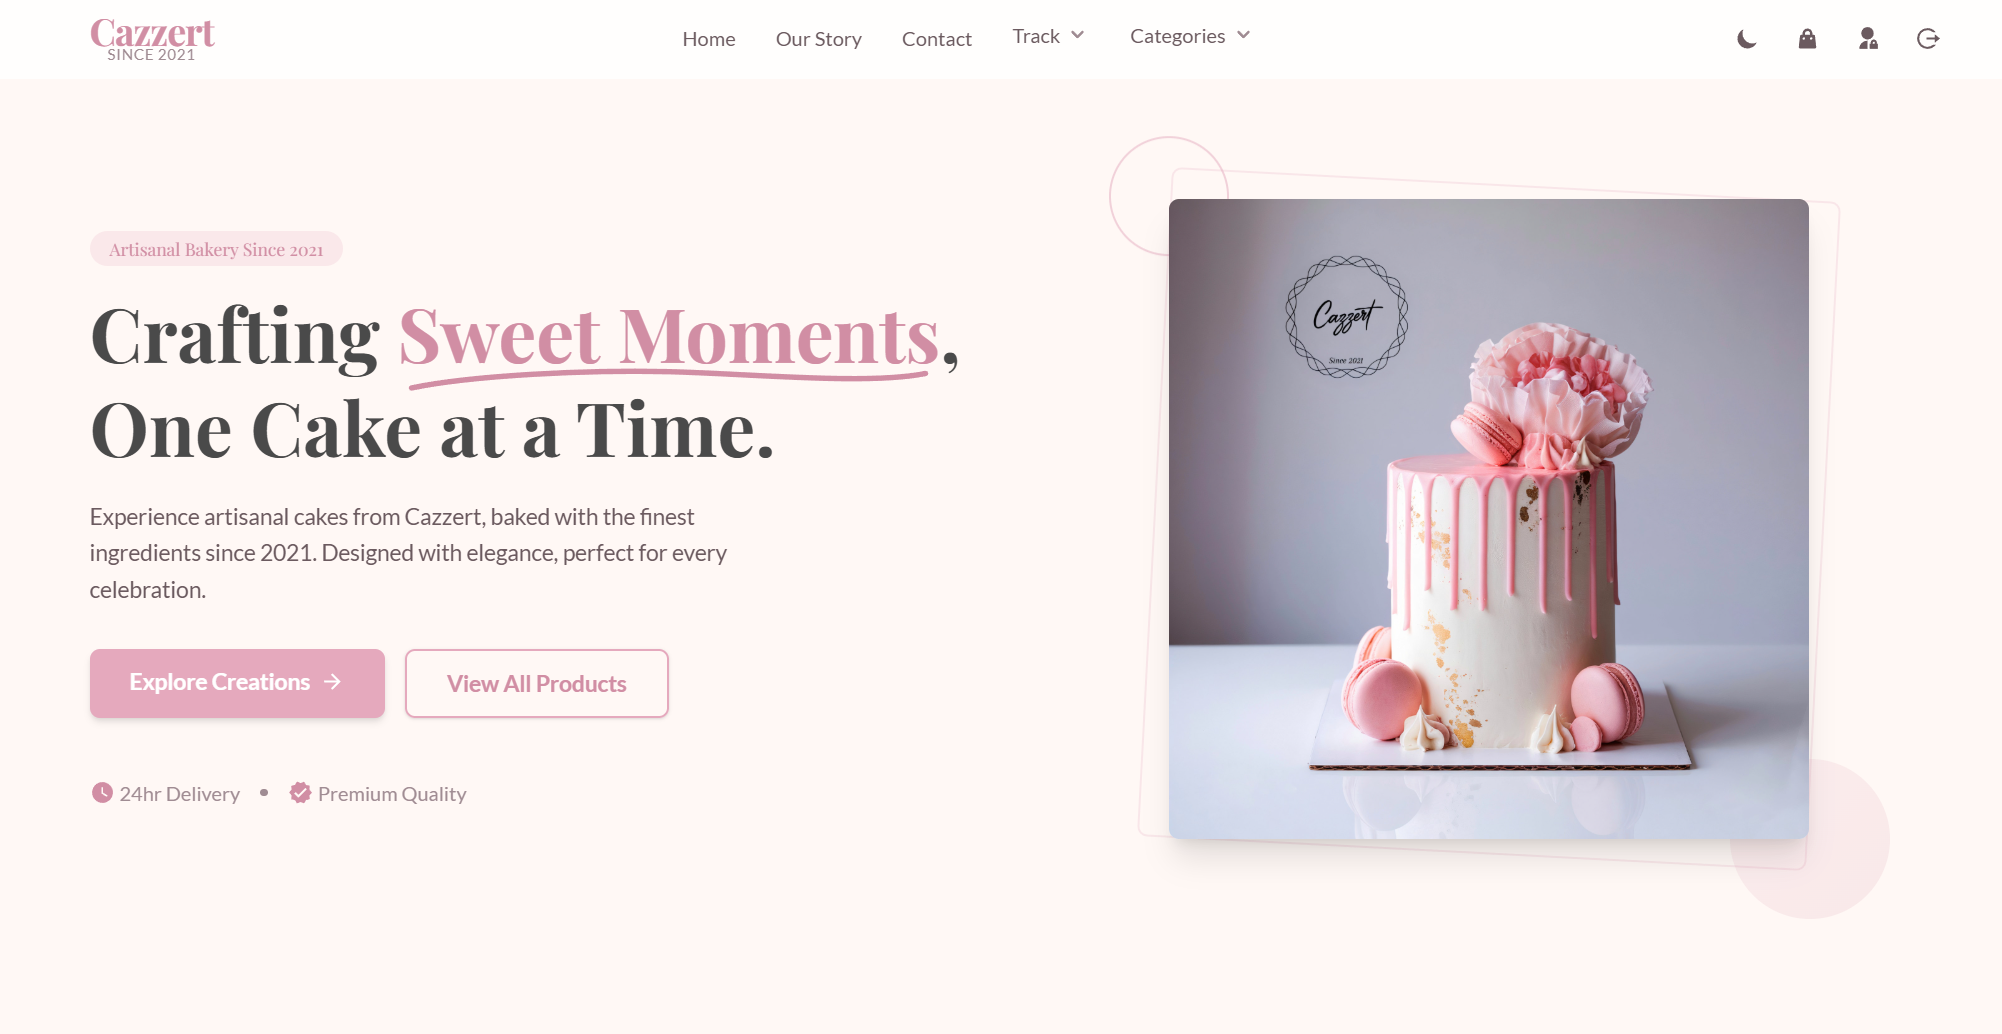 Cazzert
SINCE 2021
Home Our Story Contact Track Categories
Artisanal Bakery Since 2021
Crafting Sweet Moments,
One Cake at a Time.
Experience artisanal cakes from Cazzert, baked with the finest
ingredients since 2021. Designed with elegance, perfect for every
celebration.
Explore Creations → View All Products
24hr Delivery • Premium Quality
Cazzert
Since 2021